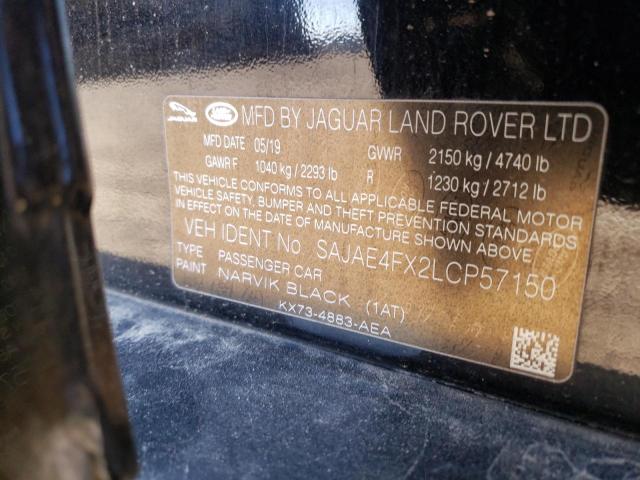 JAGUAR LAND ROVER MFD BY JAGUAR LAND ROVER LTD
MFD DATE 05/19 GVWR 2150 kg / 4740 lb
GAWR F 1040 kg / 2293 lb R 1230 kg / 2712 lb
THIS VEHICLE CONFORMS TO ALL APPLICABLE FEDERAL MOTOR
VEHICLE SAFETY, BUMPER AND THEFT PREVENTION STANDARDS
IN EFFECT ON THE DATE OF MANUFACTURE SHOWN ABOVE
VEH IDENT No SAJAE4FX2LCP57150
TYPE PASSENGER CAR
PAINT NARVIK BLACK (1AT)
KX73-4883-AEA